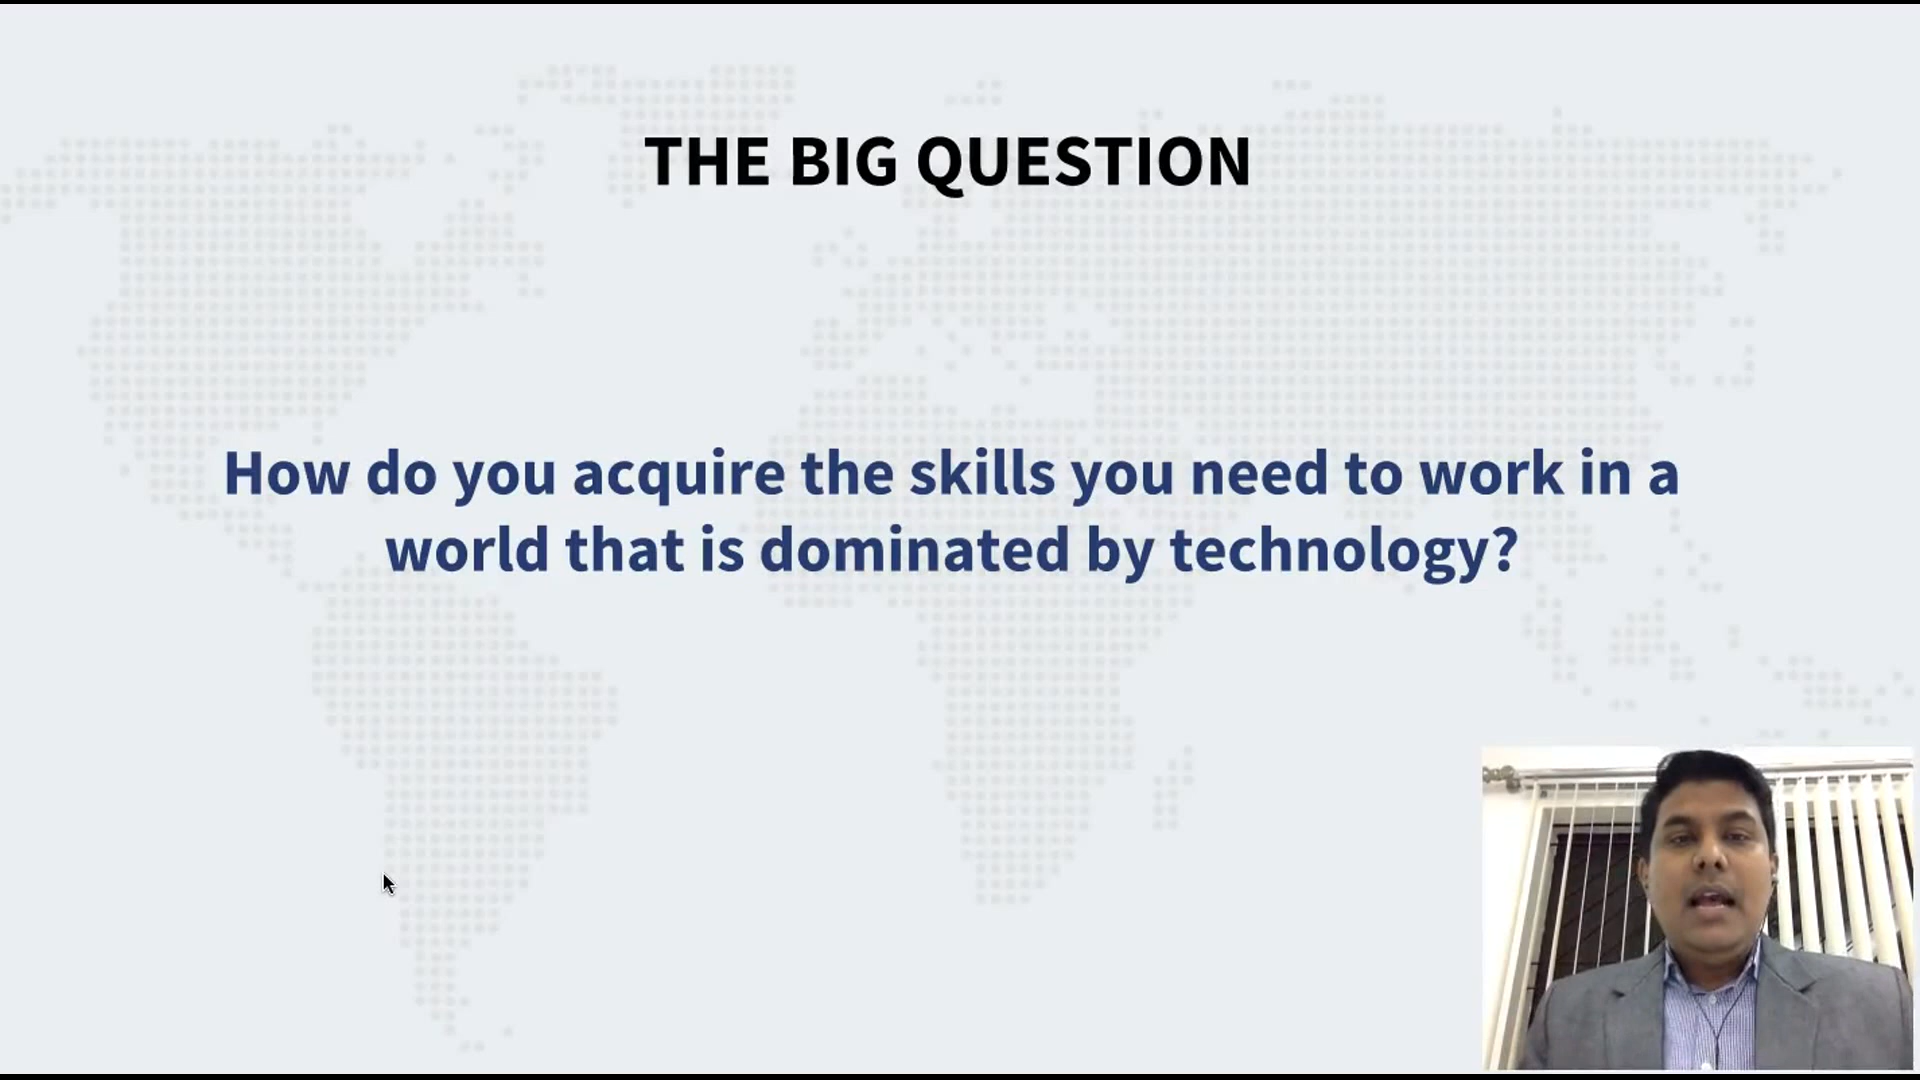 THE BIG QUESTION
How do you acquire the skills you need to work in a
world that is dominated by technology?